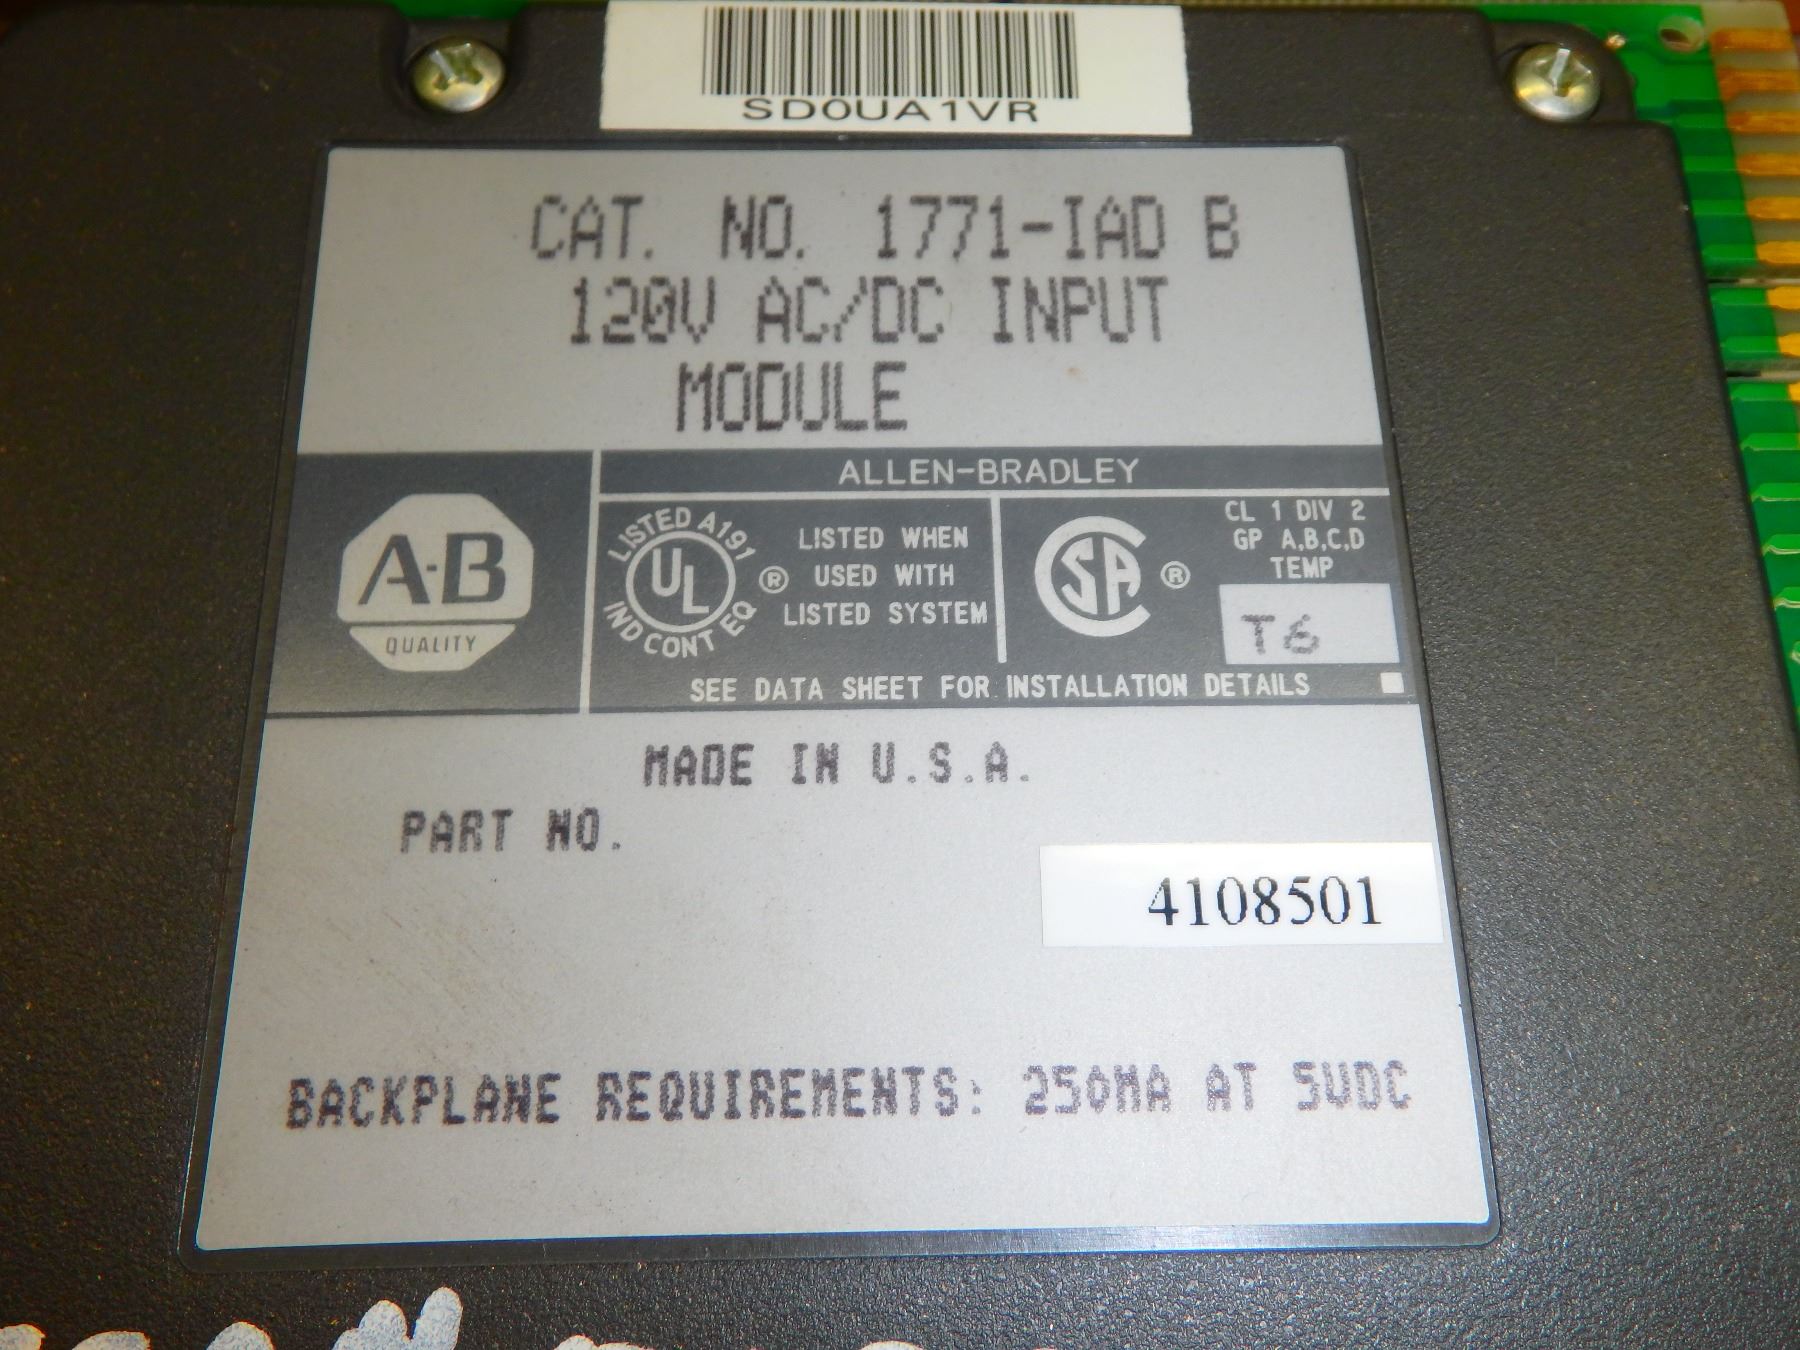 SD0UA1VR
CAT. NO. 1771-IAD B
120V AC/DC INPUT
MODULE
ALLEN-BRADLEY
A-B
QUALITY
LISTED A191
UL
IND CONT EQ
®
LISTED WHEN
USED WITH
LISTED SYSTEM
SA
®
CL 1 DIV 2
GP A,B,C,D
TEMP
T6
SEE DATA SHEET FOR INSTALLATION DETAILS
MADE IN U.S.A.
PART NO.
4108501
BACKPLANE REQUIREMENTS: 250MA AT 5VDC